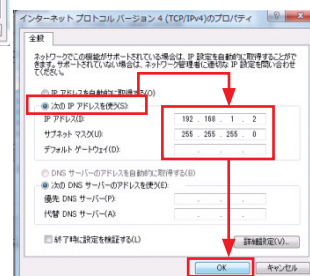 インターネット プロトコル バージョン 4 (TCP/IPv4)のプロパティ
全般
ネットワークでこの機能がサポートされている場合は、IP 設定を自動的に取得することがで
きます。サポートされていない場合は、ネットワーク管理者に適切な IP 設定を問い合わせ
てください。
IP アドレスを自動的に取得する(O)
次の IP アドレスを使う(S):
IP アドレス(I):
192 . 168 . 1 . 2
サブネット マスク(U):
255 . 255 . 255 . 0
デフォルト ゲートウェイ(D):
DNS サーバーのアドレスを自動的に取得する(B)
次の DNS サーバーのアドレスを使う(E):
優先 DNS サーバー(P):
代替 DNS サーバー(A):
終了時に設定を検証する(L)
詳細設定(V)...
OK
キャンセル